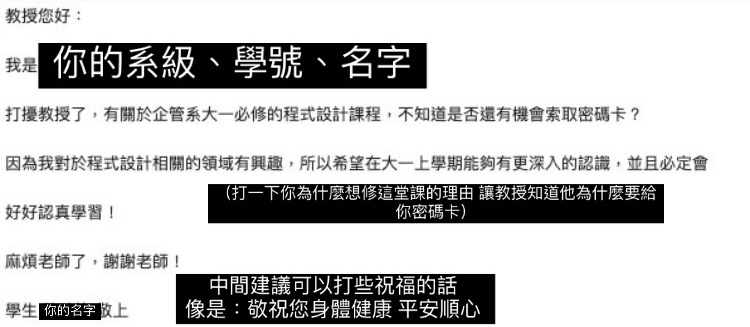 教授您好：
我是 你的系級、學號、名字
打擾教授了，有關於企管系大一必修的程式設計課程，不知道是否還有機會索取密碼卡？
因為我對於程式設計相關的領域有興趣，所以希望在大一上學期能夠有更深入的認識，並且必定會
（打一下你為什麼想修這堂課的理由 讓教授知道他為什麼要給
你密碼卡）
好好認真學習！
麻煩老師了，謝謝老師！
中間建議可以打些祝福的話
像是：敬祝您身體健康 平安順心
學生 你的名字 敬上